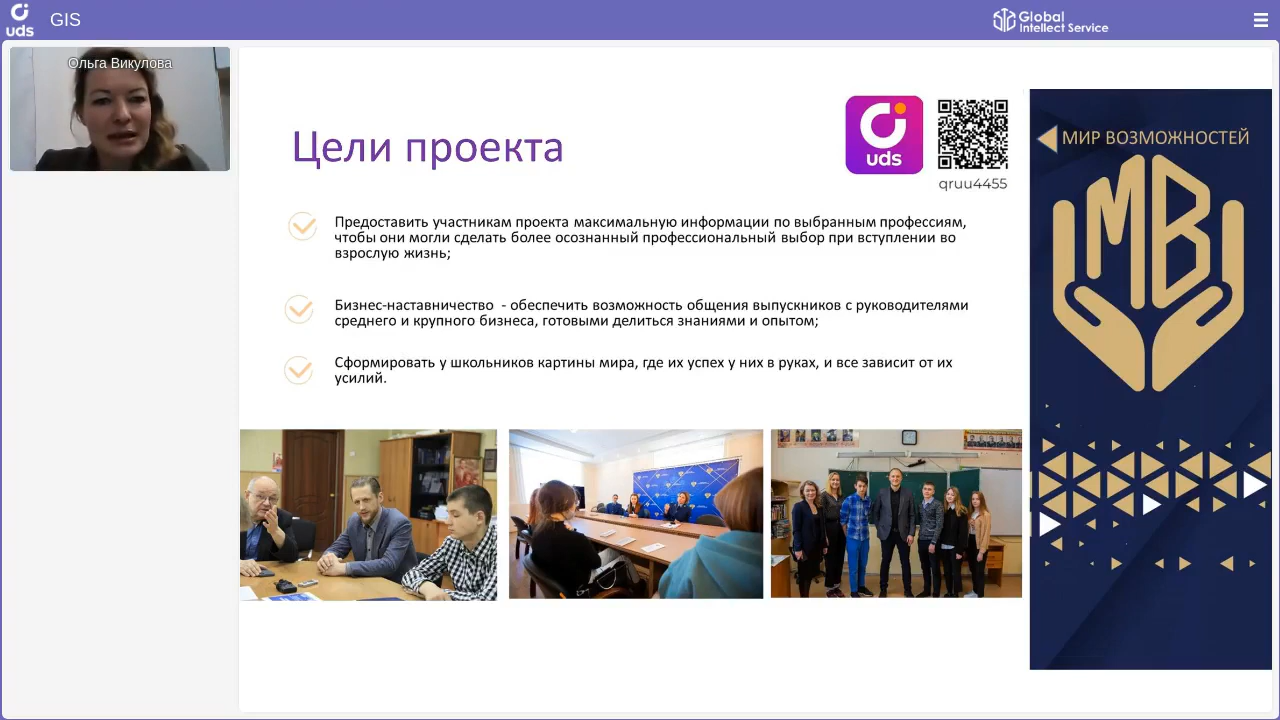 uds
GIS
Global
Intellect Service
Ольга Викулова
Цели проекта
uds
qruu4455
МИР ВОЗМОЖНОСТЕЙ
МВ
Предоставить участникам проекта максимальную информации по выбранным профессиям,
чтобы они могли сделать более осознанный профессиональный выбор при вступлении во
взрослую жизнь;
Бизнес-наставничество  - обеспечить возможность общения выпускников с руководителями
среднего и крупного бизнеса, готовыми делиться знаниями и опытом;
Сформировать у школьников картины мира, где их успех у них в руках, и все зависит от их
усилий.